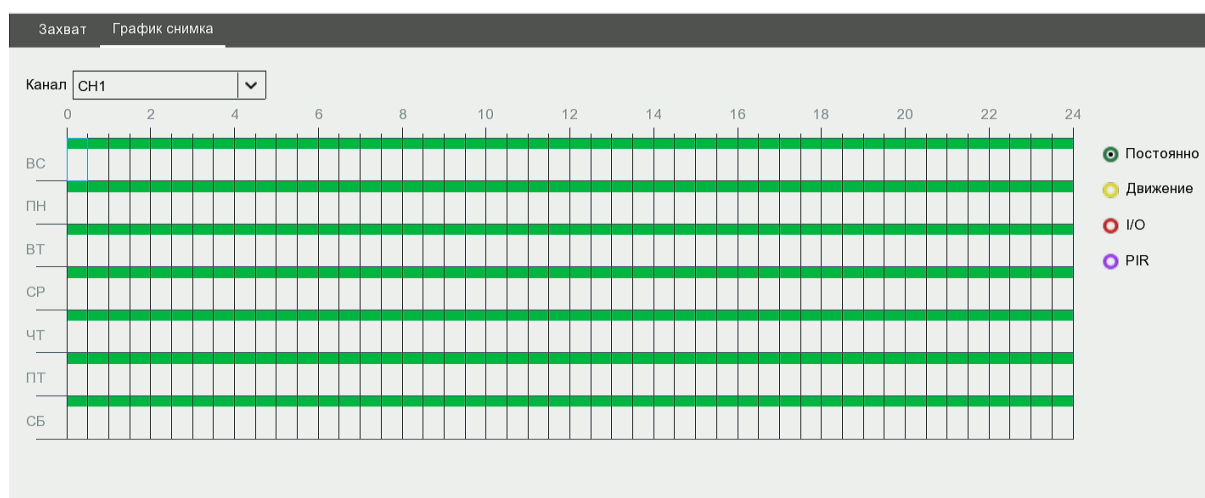 Захват График снимка
Канал CH1
0 2 4 6 8 10 12 14 16 18 20 22 24
ВС
Постоянно
Движение
ПН
I/O
ВТ
PIR
СР
ЧТ
ПТ
СБ